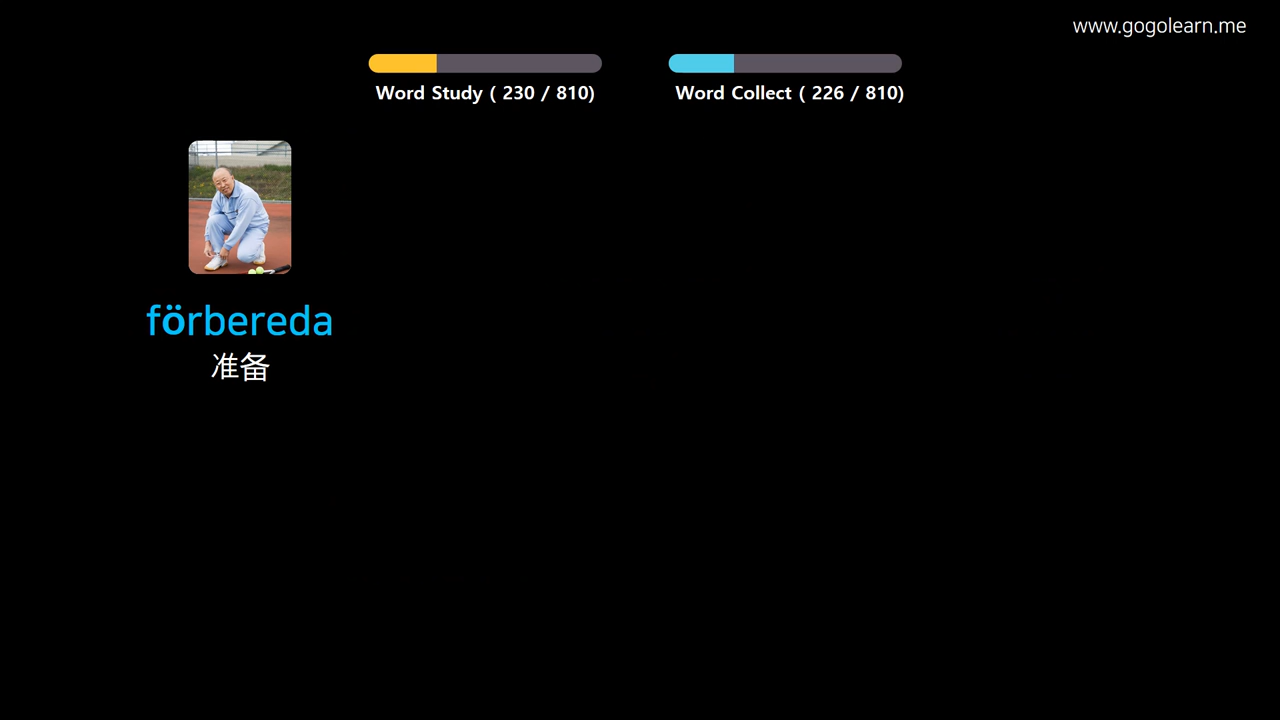 www.gogolearn.me
Word Study ( 230 / 810)
Word Collect ( 226 / 810)
förbereda
准备